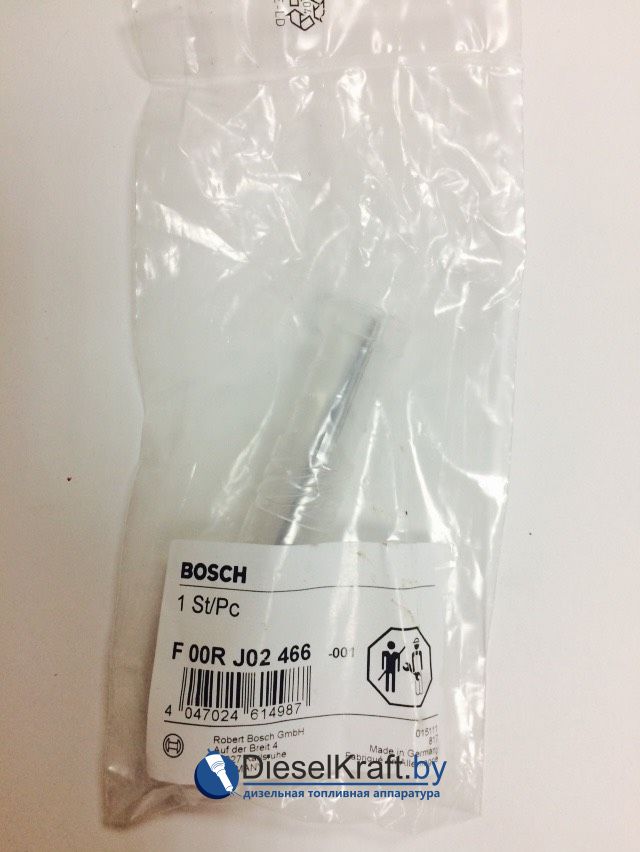 BOSCH
1 St/Pc
F 00R J02 466 -001
4 047024 614987
Robert Bosch GmbH
Auf der Breit 4
Made in Germany
DieselKraft.by
дизельная топливная аппаратура